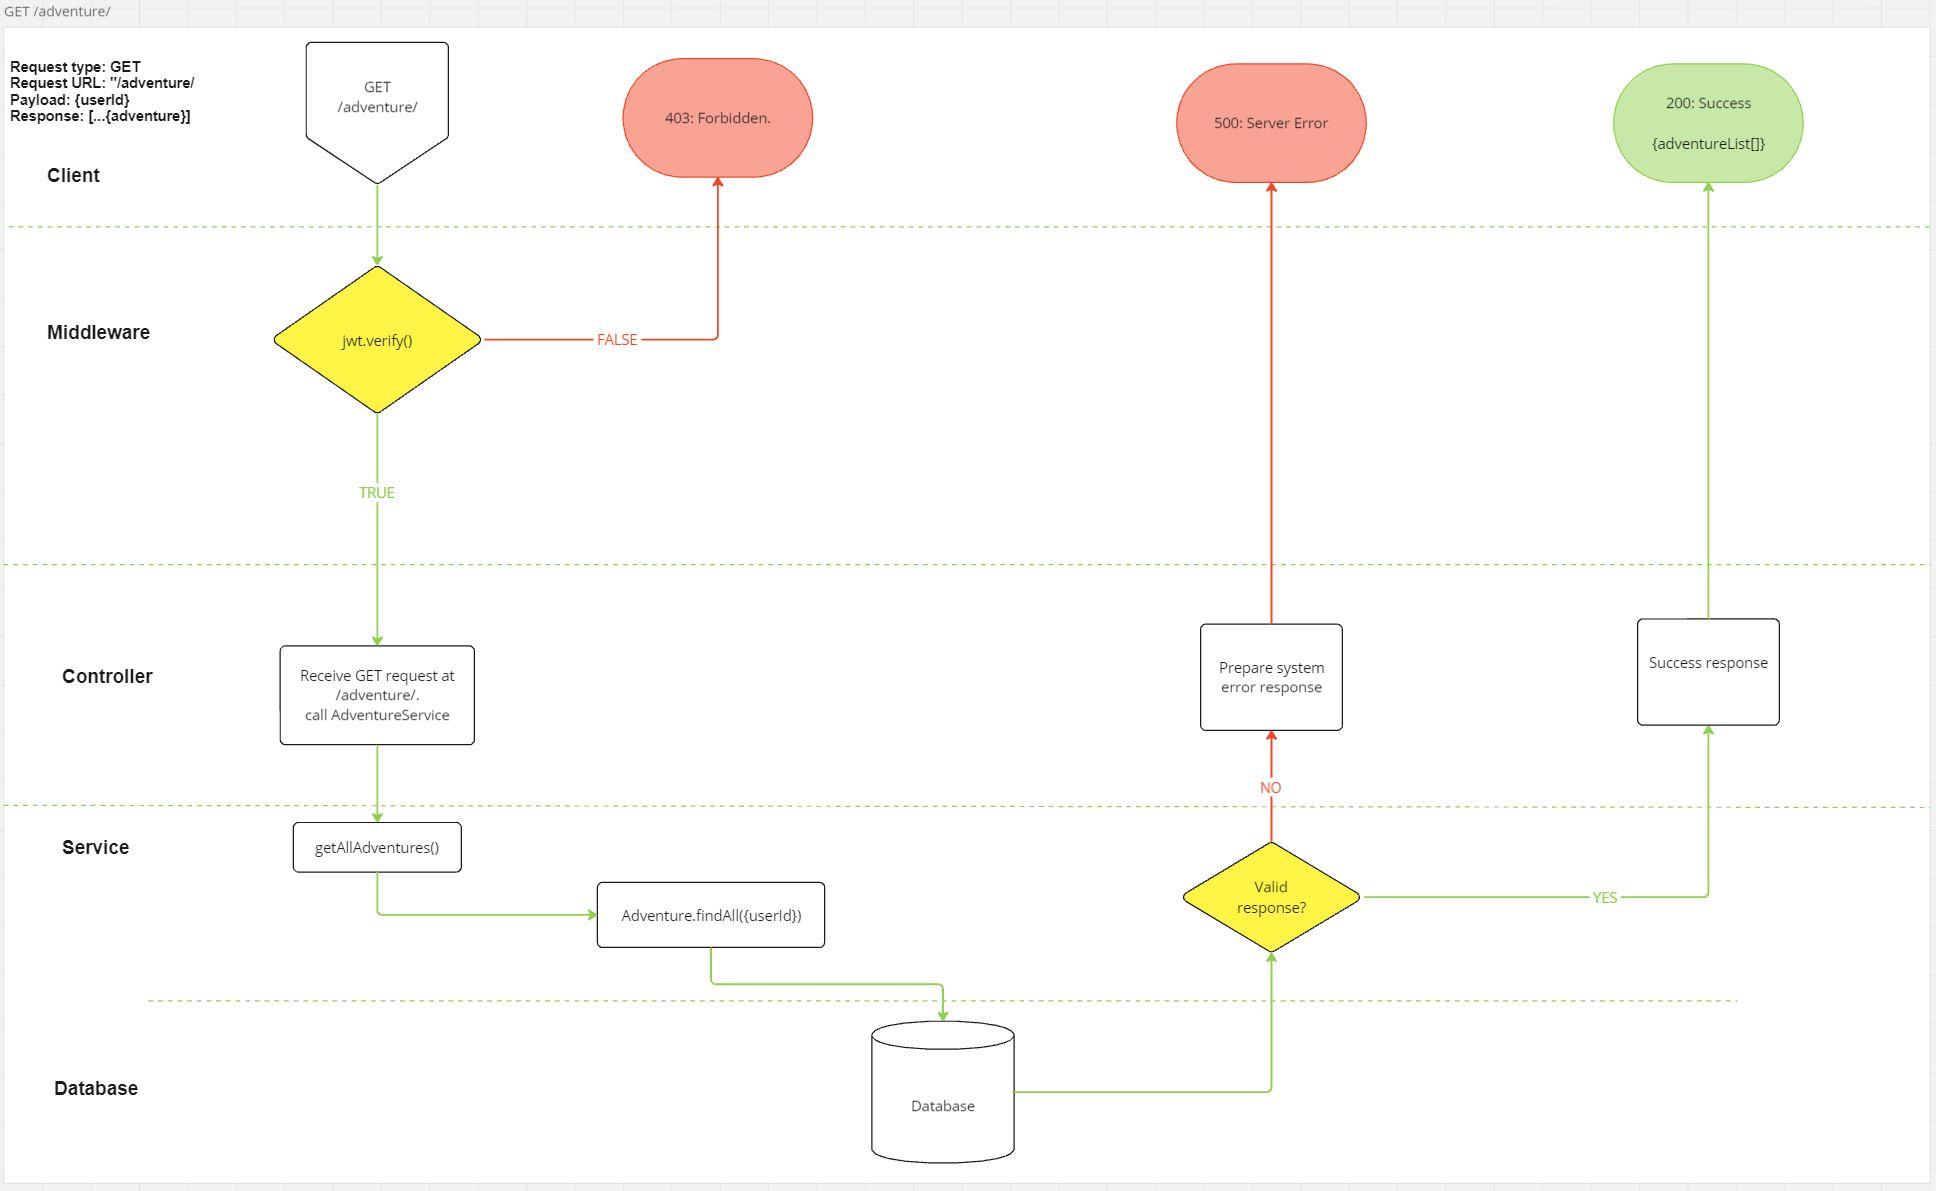 GET /adventure/
Request type: GET
Request URL: "/adventure/
Payload: {userId}
Response: [...{adventure}]
GET
/adventure/
403: Forbidden.
500: Server Error
200: Success
{adventureList[]}
Client
Middleware
jwt.verify()
FALSE
TRUE
Controller
Receive GET request at
/adventure/.
call AdventureService
Prepare system
error response
Success response
NO
Service
getAllAdventures()
Adventure.findAll({userId})
Valid
response?
YES
Database
Database